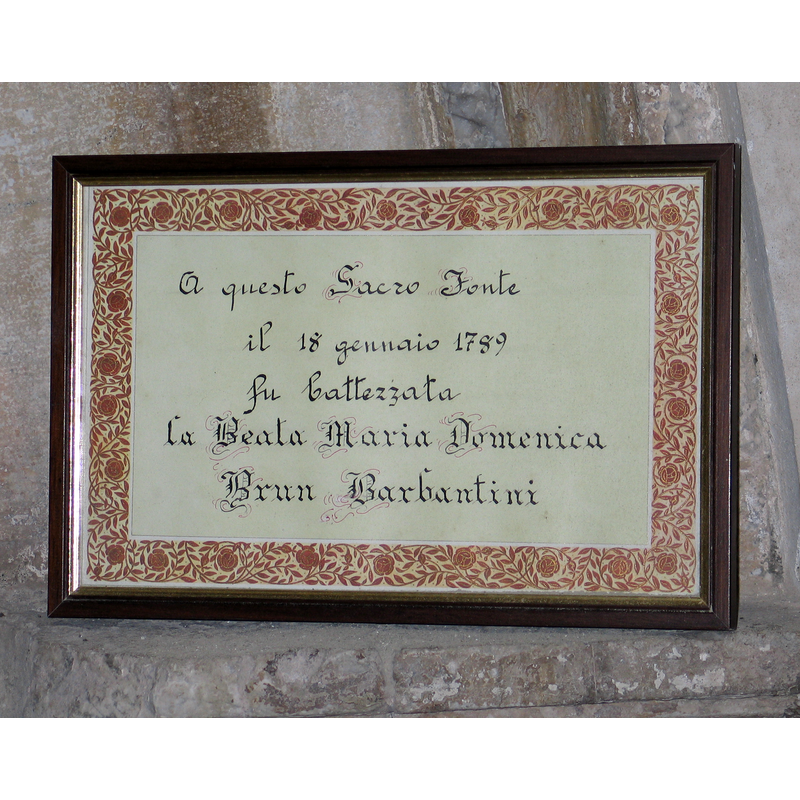 A questo Sacro Fonte
il 18 gennaio 1789
fu battezzata
la Beata Maria Domenica
Brun Barbantini